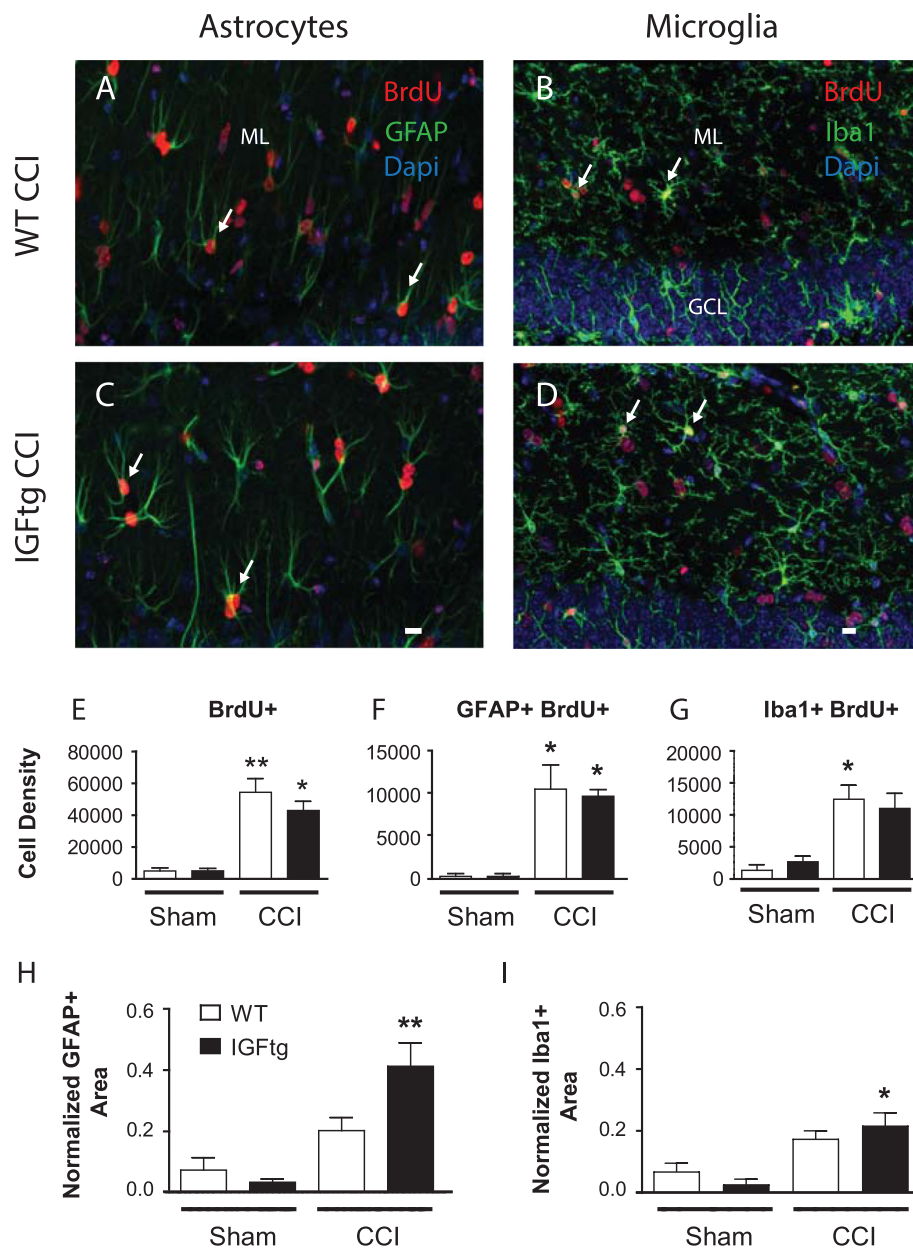 Astrocytes
Microglia
WT CCI
A
BrdU
GFAP
Dapi
ML
B
BrdU
Iba1
Dapi
ML
GCL
IGFtg CCI
C
D
E
BrdU+
Cell Density
80000
60000
40000
20000
0
**
*
Sham
CCI
F
GFAP+ BrdU+
15000
10000
5000
0
*
*
Sham
CCI
G
Iba1+ BrdU+
20000
15000
10000
5000
0
*
Sham
CCI
H
Normalized GFAP+
Area
0.6
0.4
0.2
0.0
WT
IGFtg
**
Sham
CCI
I
Normalized Iba1+
Area
0.6
0.4
0.2
0.0
*
Sham
CCI